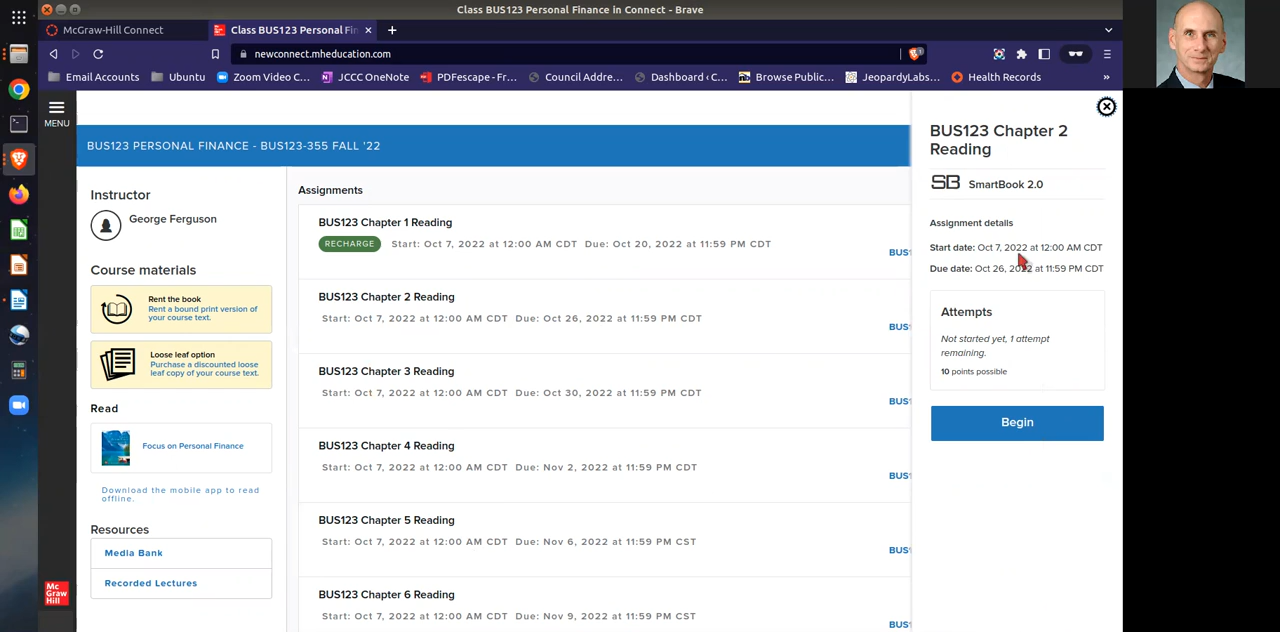 Class BUS123 Personal Finance in Connect - Brave
McGraw-Hill Connect
Class BUS123 Personal Fin
newconnect.mheducation.com
Email Accounts
Ubuntu
Zoom Video C...
JCCC OneNote
PDFescape - Fr...
Council Addre...
Dashboard ‹ C...
Browse Public...
JeopardyLabs...
Health Records
»
MENU
BUS123 PERSONAL FINANCE - BUS123-355 FALL '22
Instructor
George Ferguson
Course materials
Rent the book
Rent a bound print version of
your course text.
Loose leaf option
Purchase a discounted loose
leaf copy of your course text.
Read
Focus on Personal Finance
Download the mobile app to read
offline.
Resources
Media Bank
Recorded Lectures
Mc
Graw
Hill
Assignments
BUS123 Chapter 1 Reading
RECHARGE Start: Oct 7, 2022 at 12:00 AM CDT Due: Oct 20, 2022 at 11:59 PM CDT
BUS1
BUS123 Chapter 2 Reading
Start: Oct 7, 2022 at 12:00 AM CDT Due: Oct 26, 2022 at 11:59 PM CDT
BUS1
BUS123 Chapter 3 Reading
Start: Oct 7, 2022 at 12:00 AM CDT Due: Oct 30, 2022 at 11:59 PM CDT
BUS1
BUS123 Chapter 4 Reading
Start: Oct 7, 2022 at 12:00 AM CDT Due: Nov 2, 2022 at 11:59 PM CDT
BUS1
BUS123 Chapter 5 Reading
Start: Oct 7, 2022 at 12:00 AM CDT Due: Nov 6, 2022 at 11:59 PM CST
BUS1
BUS123 Chapter 6 Reading
Start: Oct 7, 2022 at 12:00 AM CDT Due: Nov 9, 2022 at 11:59 PM CST
BUS1
BUS123 Chapter 2
Reading
SB SmartBook 2.0
Assignment details
Start date: Oct 7, 2022 at 12:00 AM CDT
Due date: Oct 26, 2022 at 11:59 PM CDT
Attempts
Not started yet, 1 attempt
remaining.
10 points possible
Begin